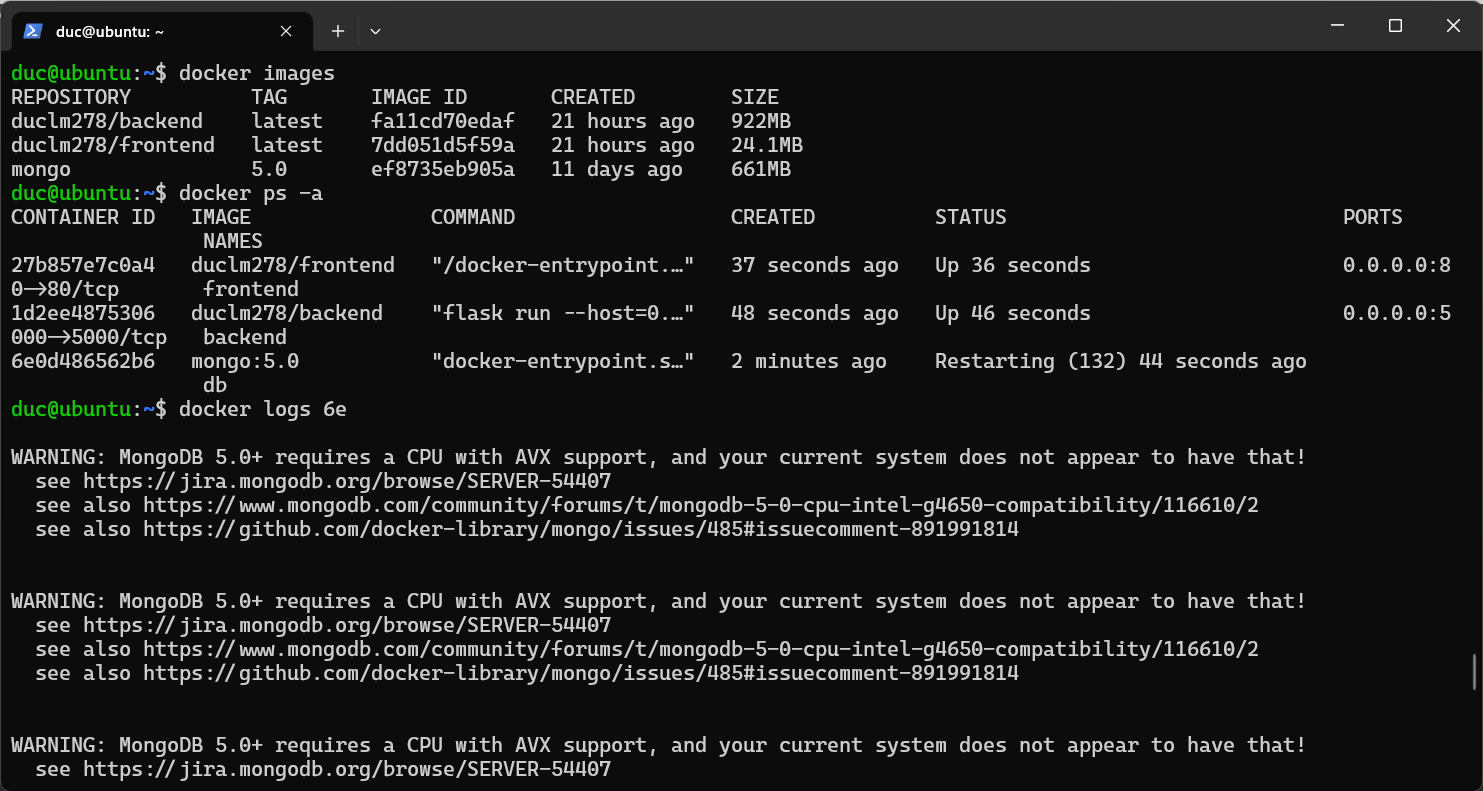 duc@ubuntu: ~
duc@ubuntu:~$ docker images
REPOSITORY          TAG       IMAGE ID       CREATED        SIZE
duclm278/backend    latest    fa11cd70edaf   21 hours ago   922MB
duclm278/frontend   latest    7dd051d5f59a   21 hours ago   24.1MB
mongo               5.0       ef8735eb905a   11 days ago    661MB
duc@ubuntu:~$ docker ps -a
CONTAINER ID   IMAGE               COMMAND                  CREATED          STATUS                            PORTS
                NAMES
27b857e7c0a4   duclm278/frontend   "/docker-entrypoint.…"   37 seconds ago   Up 36 seconds                     0.0.0.0:8
0->80/tcp       frontend
1d2ee4875306   duclm278/backend    "flask run --host=0.…"   48 seconds ago   Up 46 seconds                     0.0.0.0:5
000->5000/tcp   backend
6e0d486562b6   mongo:5.0           "docker-entrypoint.s…"   2 minutes ago    Restarting (132) 44 seconds ago
                db
duc@ubuntu:~$ docker logs 6e
WARNING: MongoDB 5.0+ requires a CPU with AVX support, and your current system does not appear to have that!
  see https://jira.mongodb.org/browse/SERVER-54407
  see also https://www.mongodb.com/community/forums/t/mongodb-5-0-cpu-intel-g4650-compatibility/116610/2
  see also https://github.com/docker-library/mongo/issues/485#issuecomment-891991814
WARNING: MongoDB 5.0+ requires a CPU with AVX support, and your current system does not appear to have that!
  see https://jira.mongodb.org/browse/SERVER-54407
  see also https://www.mongodb.com/community/forums/t/mongodb-5-0-cpu-intel-g4650-compatibility/116610/2
  see also https://github.com/docker-library/mongo/issues/485#issuecomment-891991814
WARNING: MongoDB 5.0+ requires a CPU with AVX support, and your current system does not appear to have that!
  see https://jira.mongodb.org/browse/SERVER-54407